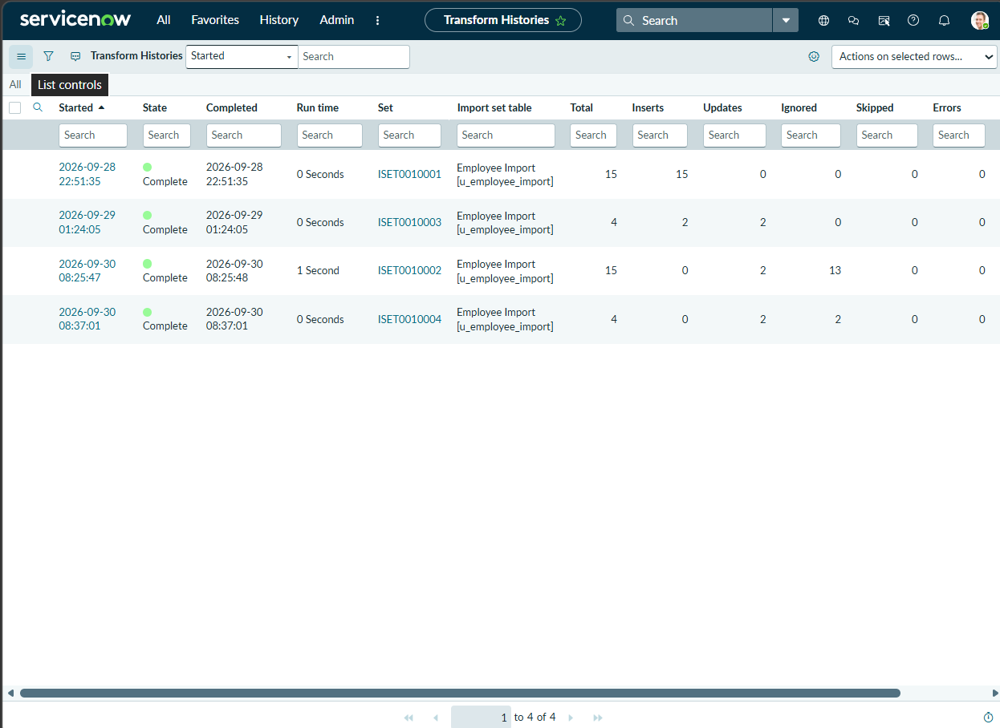 servicenow All Favorites History Admin Transform Histories Search
Transform Histories Started Search Actions on selected rows...
All List controls
Started State Completed Run time Set Import set table Total Inserts Updates Ignored Skipped Errors
Search Search Search Search Search Search Search Search Search Search Search Search
2026-09-28 2026-09-28 Employee Import
22:51:35 Complete 22:51:35 0 Seconds ISET0010001 [u_employee_import] 15 15 0 0 0 0
2026-09-29 2026-09-29 Employee Import
01:24:05 Complete 01:24:05 0 Seconds ISET0010003 [u_employee_import] 4 2 2 0 0 0
2026-09-30 2026-09-30 Employee Import
08:25:47 Complete 08:25:48 1 Second ISET0010002 [u_employee_import] 15 0 2 13 0 0
2026-09-30 2026-09-30 Employee Import
08:37:01 Complete 08:37:01 0 Seconds ISET0010004 [u_employee_import] 4 0 2 2 0 0
1 to 4 of 4